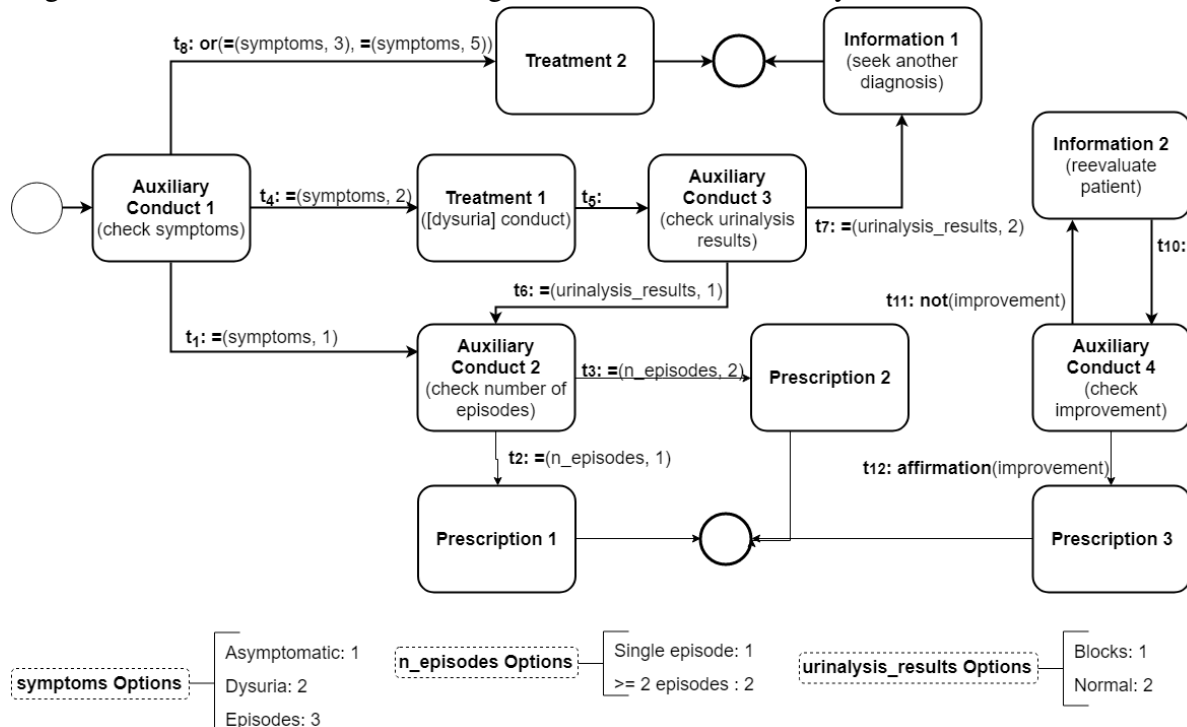 t8: or(=(symptoms, 3), =(symptoms, 5))
Treatment 2
Information 1
(seek another
diagnosis)
Information 2
(reevaluate
patient)
Auxiliary
Conduct 1
(check symptoms)
t4: =(symptoms, 2)
Treatment 1
([dysuria] conduct)
t5:
Auxiliary
Conduct 3
(check urinalysis
results)
t7: =(urinalysis_results, 2)
t10:
t6: =(urinalysis_results, 1)
t11: not(improvement)
t1: =(symptoms, 1)
Auxiliary
Conduct 2
(check number of
episodes)
t3: =(n_episodes, 2)
Prescription 2
Auxiliary
Conduct 4
(check
improvement)
t2: =(n_episodes, 1)
t12: affirmation(improvement)
Prescription 1
Prescription 3
symptoms Options
Asymptomatic: 1
Dysuria: 2
Episodes: 3
n_episodes Options
Single episode: 1
>= 2 episodes : 2
urinalysis_results Options
Blocks: 1
Normal: 2